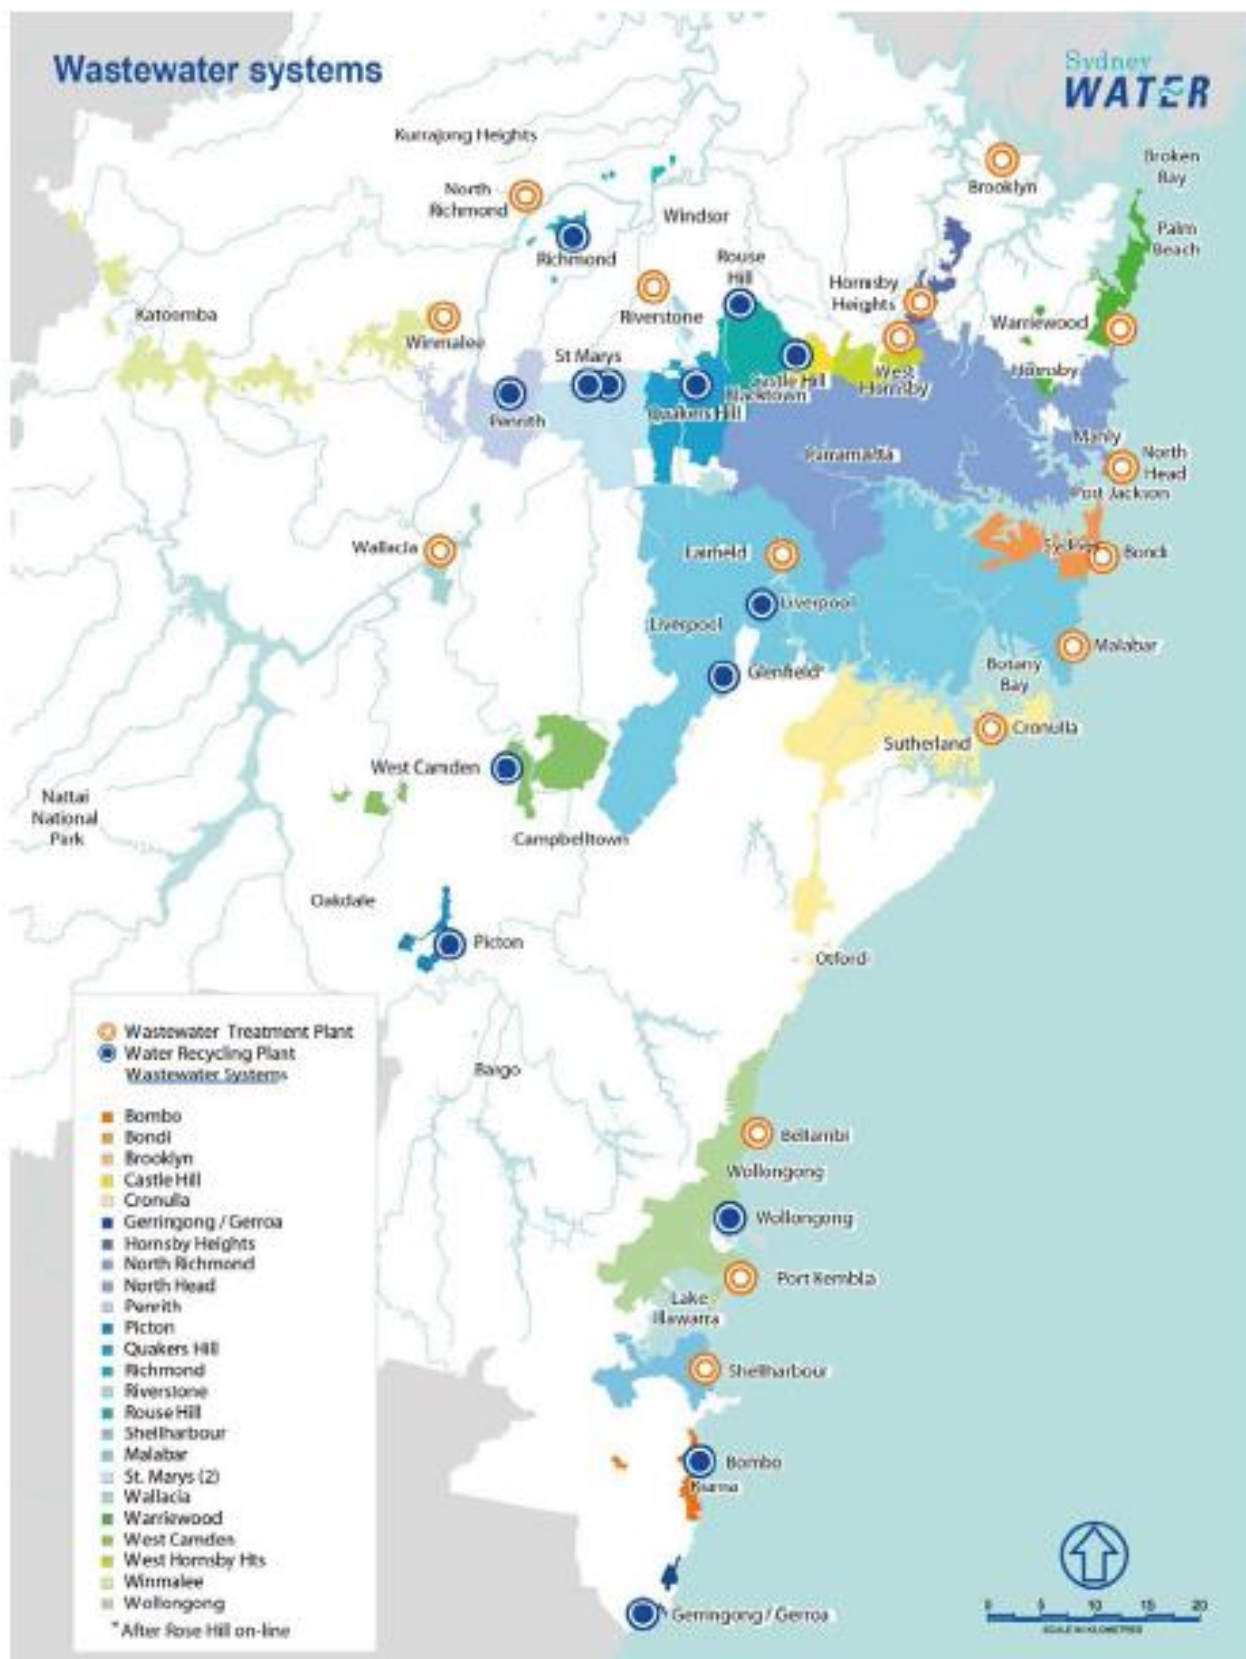 Wastewater systems
Sydney
WATER
Kurrajong Heights
Broken
Bay
Brooklyn
North
Richmond
Windsor
Palm
Beach
Richmond
Rouse
Hill
Hornsby
Heights
Riverstone
Warriewood
Katoomba
Winmalee
St Marys
West
Hornsby
Hornsby
Castle Hill
Blacktown
Quakers Hill
Penrith
Parramatta
Manly
North
Head
Port Jackson
Wallacia
Fairfield
Sydney
Bondi
Liverpool
Liverpool
Malabar
Glenfield*
Botany
Bay
Cronulla
Sutherland
West Camden
Nattai
National
Park
Campbelltown
Oakdale
Picton
Otford
Bargo
Bellambi
Wollongong
Wollongong
Port Kembla
Lake
Illawarra
Shellharbour
Bombo
Kiama
Gerringong / Gerroa
Wastewater Treatment Plant
Water Recycling Plant
Wastewater Systems
Bombo
Bondi
Brooklyn
Castle Hill
Cronulla
Gerringong / Gerroa
Hornsby Heights
North Richmond
North Head
Penrith
Picton
Quakers Hill
Richmond
Riverstone
Rouse Hill
Shellharbour
Malabar
St. Marys (2)
Wallacia
Warriewood
West Camden
West Hornsby Hts
Winmalee
Wollongong
*After Rose Hill on-line
0 5 10 15 20
SCALE IN KILOMETRES